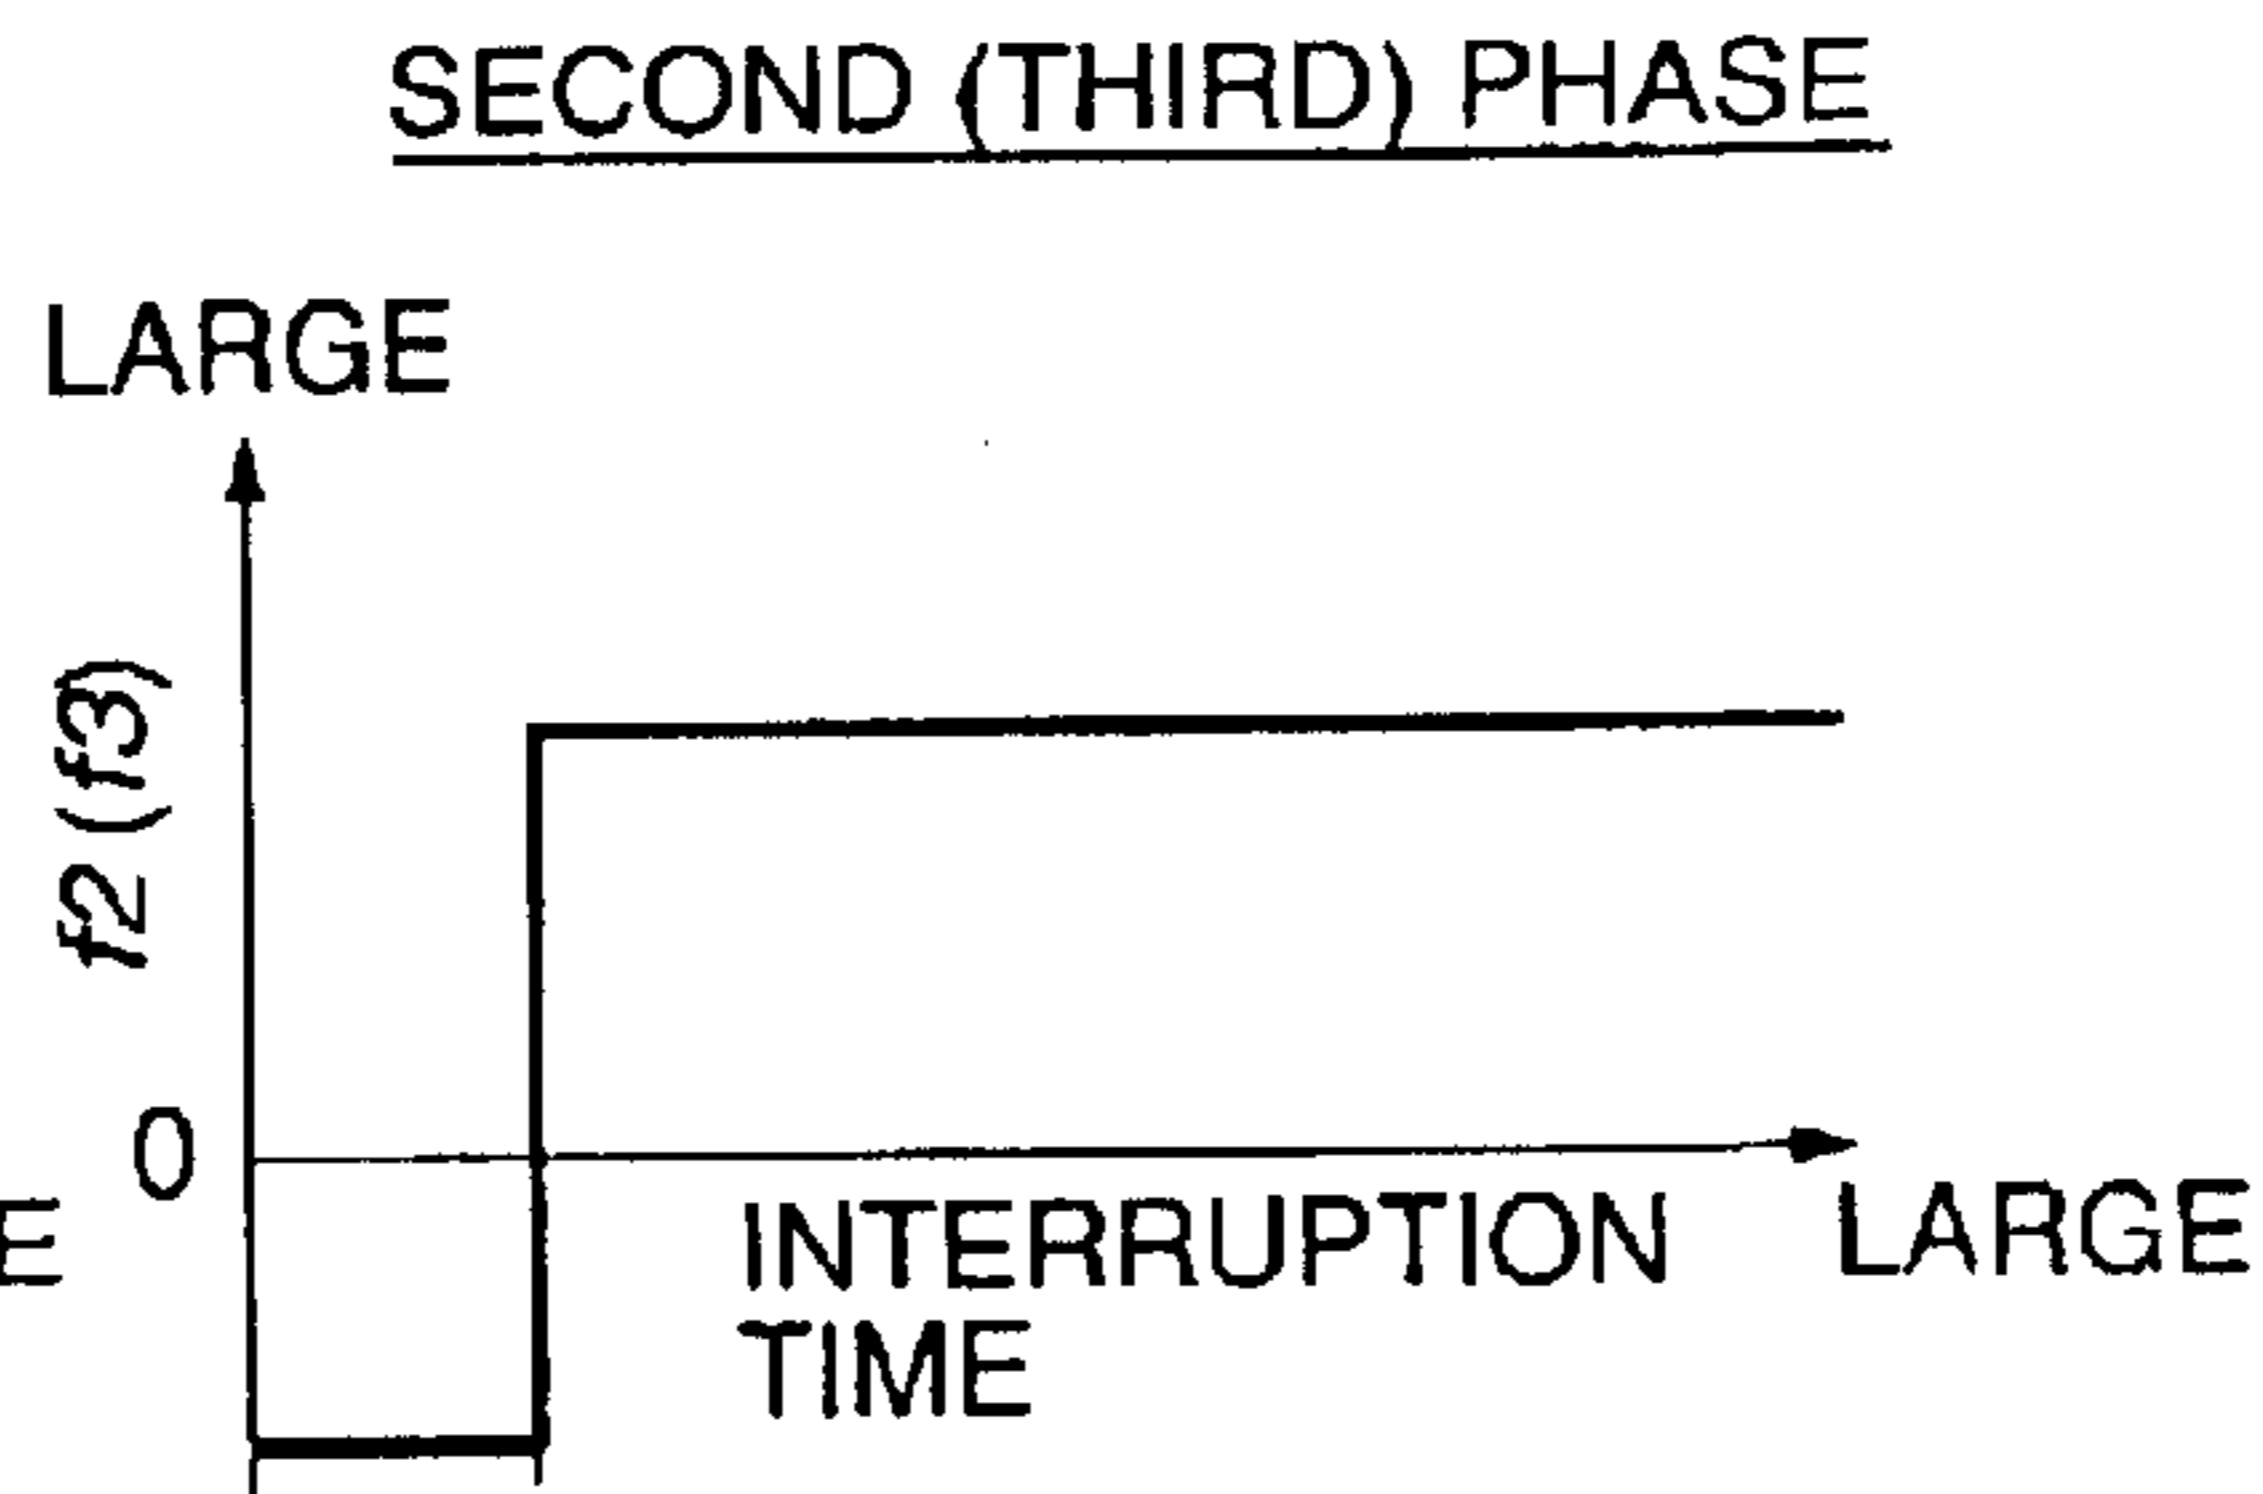 SECOND (THIRD) PHASE
LARGE
f2 (f3)
0
E
INTERRUPTION
TIME
LARGE